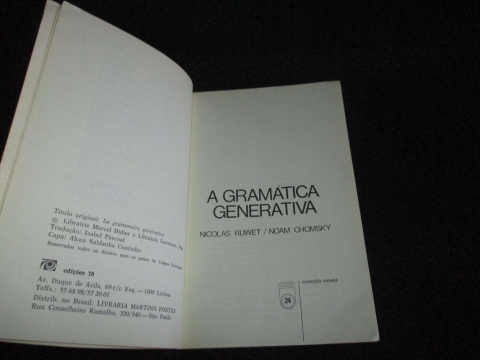 Título original: La grammaire générative
© Librairie Marcel Didier e Librairie Larousse,
Tradução: Isabel Pascoal
Capa: Alceu Saldanha Coutinho
Reservados todos os direitos para os países de Língua Portuguesa
edições 70
Av. Duque de Ávila, 69-r/c Esq. — 1000 Lisboa
Telfs.: 55 68 98/57 20 01
Distrib. no Brasil: LIVRARIA MARTINS FONTES
Rua Conselheiro Ramalho, 330/340 — São Paulo
A GRAMÁTICA
GENERATIVA
NICOLAS RUWET / NOAM CHOMSKY
24